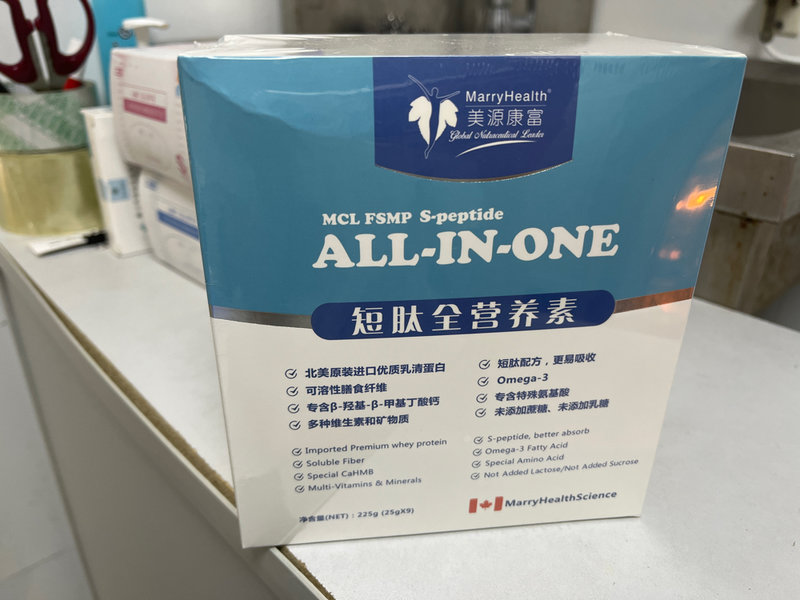 MarryHealth®
美源康富
Global Nutraceutical Leader
MCL FSMP S-peptide
ALL-IN-ONE
短肽全营养素
北美原装进口优质乳清蛋白
可溶性膳食纤维
专含β-羟基-β-甲基丁酸钙
多种维生素和矿物质
短肽配方，更易吸收
Omega-3
专含特殊氨基酸
未添加蔗糖、未添加乳糖
Imported Premium whey protein
Soluble Fiber
Special CaHMB
Multi-Vitamins & Minerals
S-peptide, better absorb
Omega-3 Fatty Acid
Special Amino Acid
Not Added Lactose/Not Added Sucrose
净含量(NET)：225g (25gX9)
MarryHealthScience